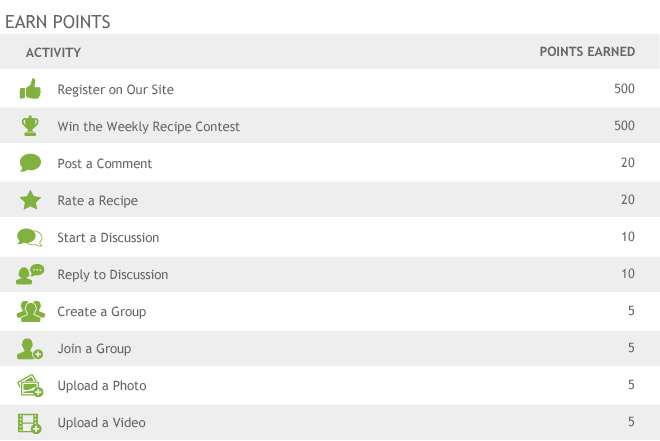 EARN POINTS
ACTIVITY POINTS EARNED
Register on Our Site 500
Win the Weekly Recipe Contest 500
Post a Comment 20
Rate a Recipe 20
Start a Discussion 10
Reply to Discussion 10
Create a Group 5
Join a Group 5
Upload a Photo 5
Upload a Video 5